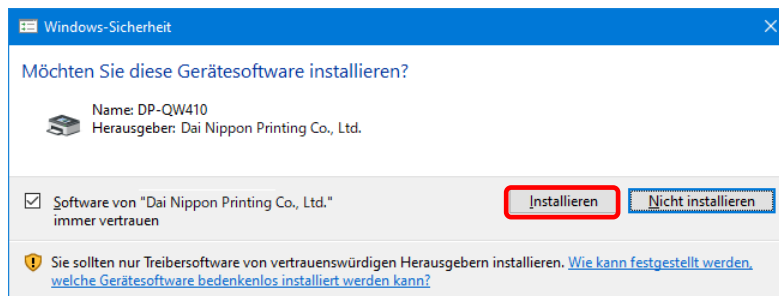 Windows-Sicherheit
Möchten Sie diese Gerätesoftware installieren?
Name: DP-QW410
Herausgeber: Dai Nippon Printing Co., Ltd.
Software von "Dai Nippon Printing Co., Ltd."
immer vertrauen
Installieren
Nicht installieren
Sie sollten nur Treibersoftware von vertrauenswürdigen Herausgebern installieren. Wie kann festgestellt werden,
welche Gerätesoftware bedenkenlos installiert werden kann?